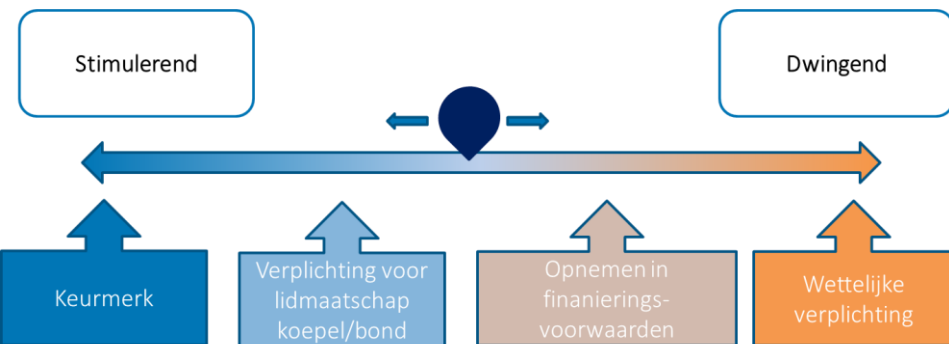 Stimulerend
Dwingend
Keurmerk
Verplichting voor
lidmaatschap
koepel/bond
Opnemen in
finanierings-
voorwaarden
Wettelijke
verplichting